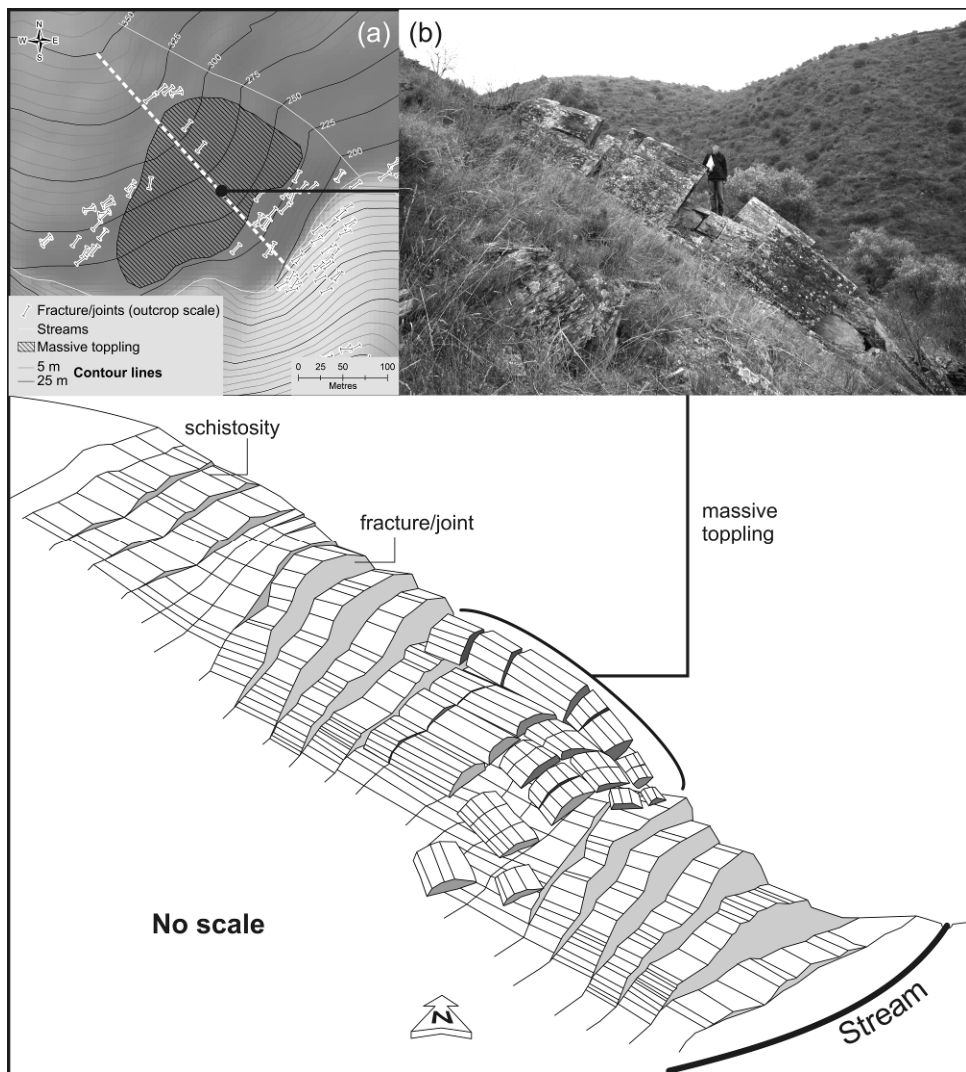 N
W E
S
(a)
(b)
350
325
300
275
250
225
200
Fracture/joints (outcrop scale)
Streams
Massive toppling
5 m
25 m
Contour lines
0 25 50 100
Metres
schistosity
fracture/joint
massive
toppling
No scale
N
Stream